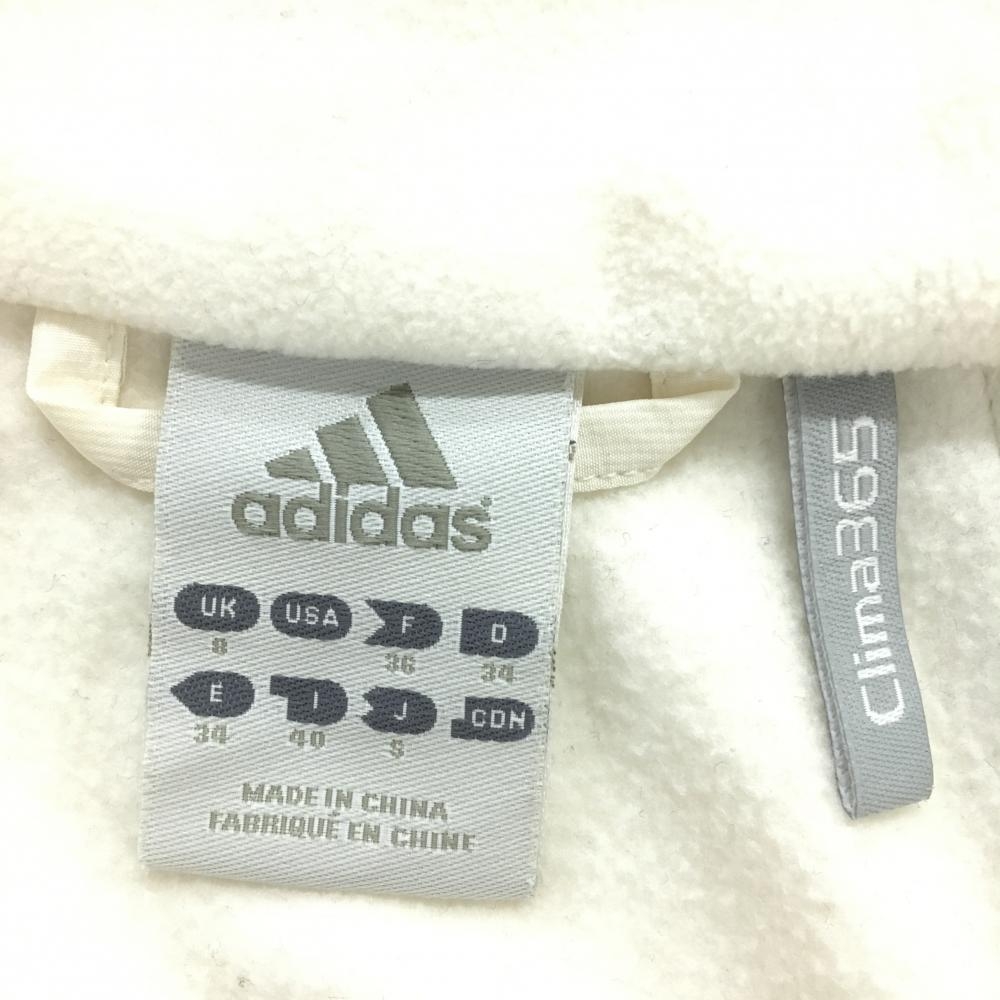 adidas
UK USA F D
8 36 34
E I J CDN
34 40 S
MADE IN CHINA
FABRIQUÉ EN CHINE
Clima365